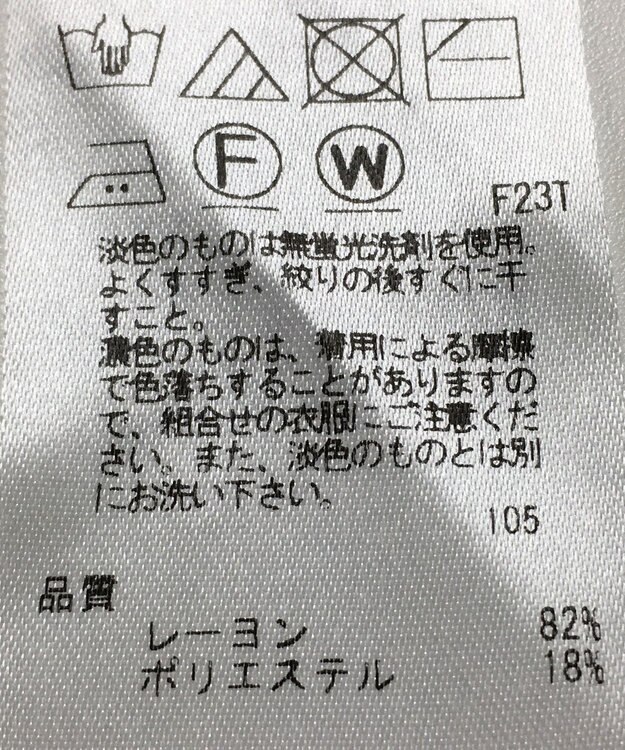 F W
F23T
淡色のものは無蛍光洗剤を使用。
よくすすぎ、絞りの後すぐに干
すこと。
濃色のものは、着用による摩擦
で色落ちすることがありますの
で、組合せの衣服にご注意くだ
さい。また、淡色のものとは別
にお洗い下さい。
105
品質
レーヨン 82%
ポリエステル 18%